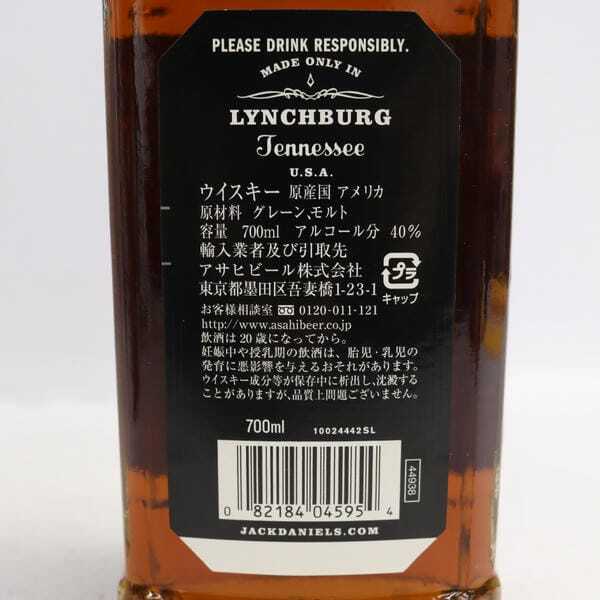 PLEASE DRINK RESPONSIBLY.
MADE ONLY IN
LYNCHBURG
Tennessee
U.S.A.
ウイスキー 原産国 アメリカ
原材料 グレーン、モルト
容量 700ml アルコール分 40%
輸入業者及び引取先
アサヒビール株式会社
東京都墨田区吾妻橋1-23-1
プラ
キャップ
お客様相談室 0120-011-121
http://www.asahibeer.co.jp
飲酒は20歳になってから。
妊娠中や授乳期の飲酒は、胎児・乳児の
発育に悪影響を与えるおそれがあります。
ウイスキー成分等が保存中に析出し、沈澱する
ことがありますが、品質上問題ございません。
700ml 10024442SL
44938
0 82184 04595 4
JACKDANIELS.COM